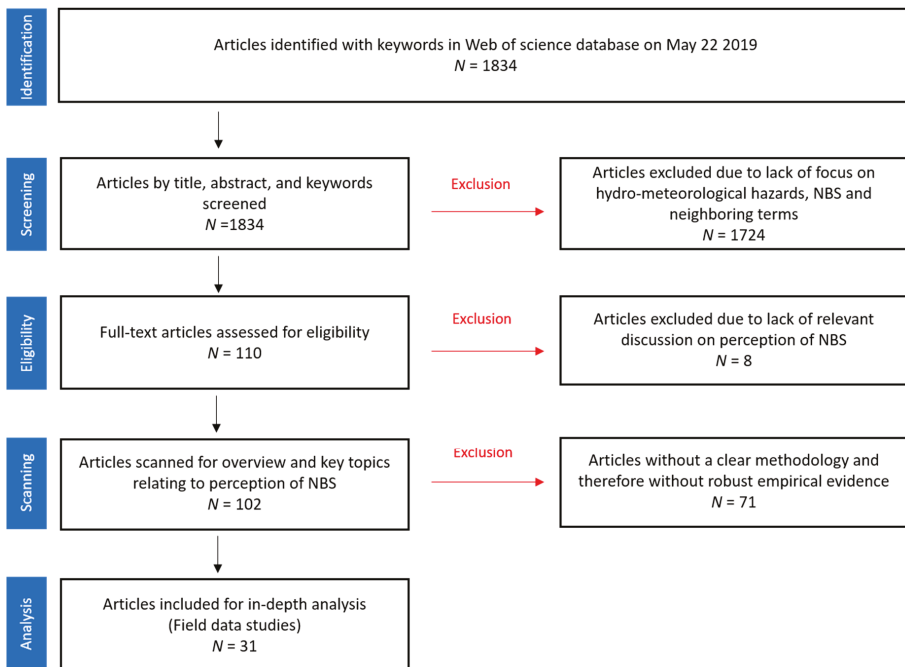 Identification
Articles identified with keywords in Web of science database on May 22 2019
N = 1834
Screening
Articles by title, abstract, and keywords
screened
N =1834
Exclusion
Articles excluded due to lack of focus on
hydro-meteorological hazards, NBS and
neighboring terms
N = 1724
Eligibility
Full-text articles assessed for eligibility
N = 110
Exclusion
Articles excluded due to lack of relevant
discussion on perception of NBS
N = 8
Scanning
Articles scanned for overview and key topics
relating to perception of NBS
N = 102
Exclusion
Articles without a clear methodology and
therefore without robust empirical evidence
N = 71
Analysis
Articles included for in-depth analysis
(Field data studies)
N = 31